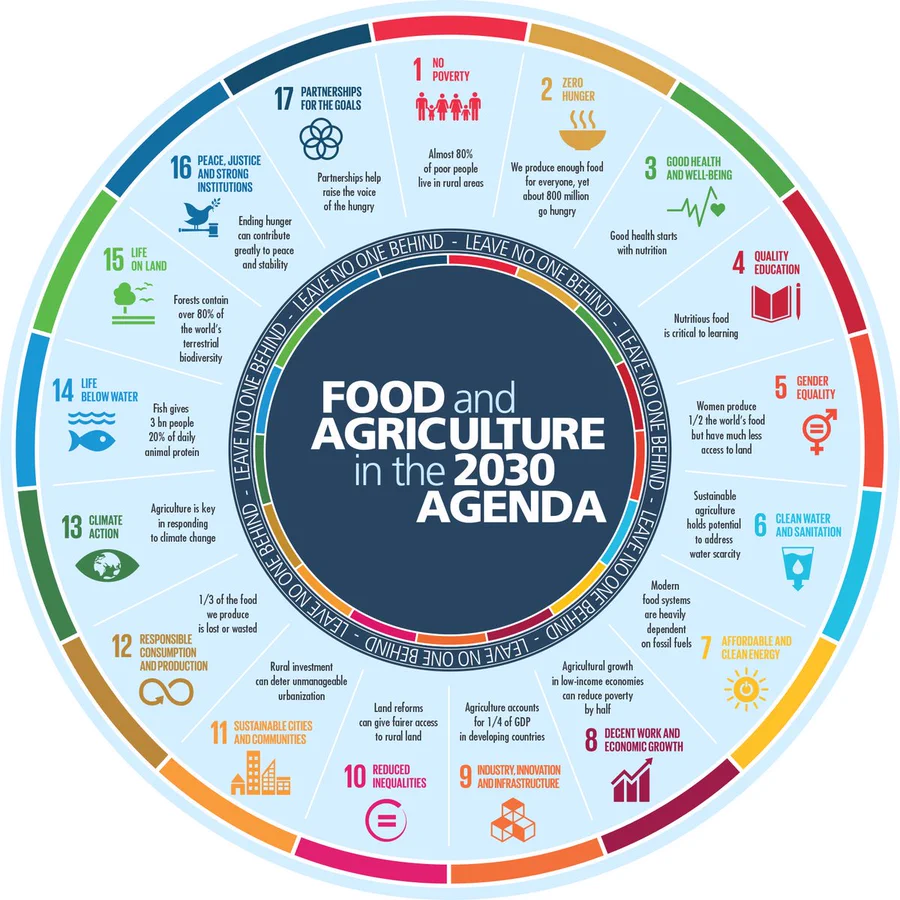 FOOD and
AGRICULTURE
in the 2030
AGENDA
LEAVE NO ONE BEHIND - LEAVE NO ONE BEHIND - LEAVE NO ONE BEHIND - LEAVE NO ONE BEHIND - LEAVE NO ONE BEHIND - LEAVE NO ONE BEHIND - LEAVE NO ONE BEHIND - LEAVE NO ONE BEHIND -
1 NO
POVERTY
Almost 80%
of poor people
live in rural areas
2 ZERO
HUNGER
We produce enough food
for everyone, yet
about 800 million
go hungry
3 GOOD HEALTH
AND WELL-BEING
Good health starts
with nutrition
4 QUALITY
EDUCATION
Nutritious food
is critical to learning
5 GENDER
EQUALITY
Women produce
1/2 the world's food
but have much less
access to land
6 CLEAN WATER
AND SANITATION
Sustainable
agriculture
holds potential
to address
water scarcity
7 AFFORDABLE AND
CLEAN ENERGY
Modern
food systems
are heavily
dependent
on fossil fuels
8 DECENT WORK AND
ECONOMIC GROWTH
Agricultural growth
in low-income economies
can reduce poverty
by half
9 INDUSTRY, INNOVATION
AND INFRASTRUCTURE
Agriculture accounts
for 1/4 of GDP
in developing countries
10 REDUCED
INEQUALITIES
Land reforms
can give fairer access
to rural land
11 SUSTAINABLE CITIES
AND COMMUNITIES
Rural investment
can deter unmanageable
urbanization
12 RESPONSIBLE
CONSUMPTION
AND PRODUCTION
1/3 of the food
we produce
is lost or wasted
13 CLIMATE
ACTION
Agriculture is key
in responding
to climate change
14 LIFE
BELOW WATER
Fish gives
3 bn people
20% of daily
animal protein
15 LIFE
ON LAND
Forests contain
over 80% of
the world's
terrestrial
biodiversity
16 PEACE, JUSTICE
AND STRONG
INSTITUTIONS
Ending hunger
can contribute
greatly to peace
and stability
17 PARTNERSHIPS
FOR THE GOALS
Partnerships help
raise the voice
of the hungry